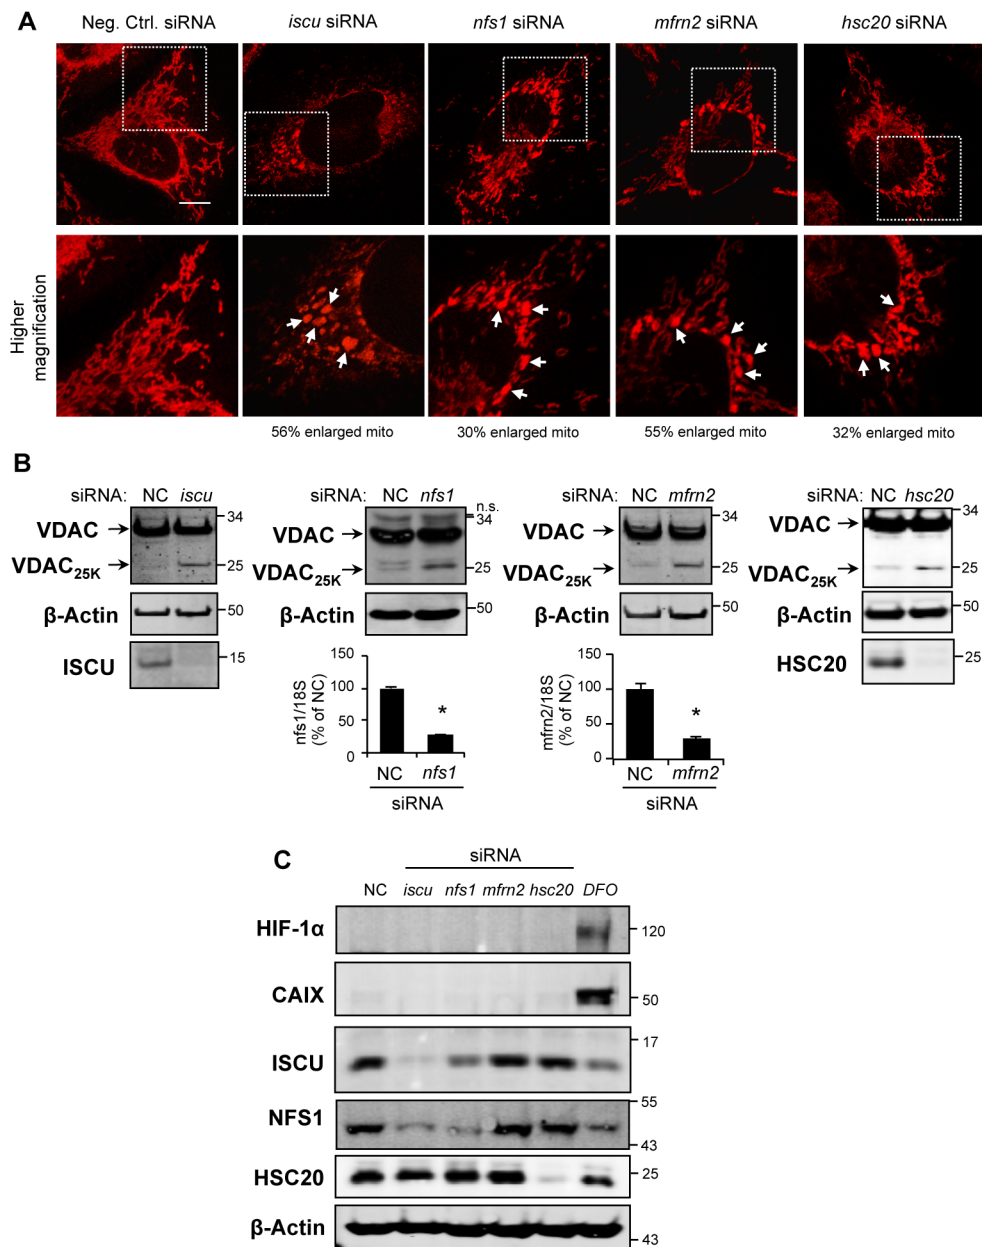 A
Neg. Ctrl. siRNA
iscu siRNA
nfs1 siRNA
mfrn2 siRNA
hsc20 siRNA
Higher
magnification
56% enlarged mito
30% enlarged mito
55% enlarged mito
32% enlarged mito
B
siRNA: NC iscu
VDAC
34
VDAC25K
25
β-Actin
50
ISCU
15
siRNA: NC nfs1
n.s.
34
VDAC
VDAC25K
25
β-Actin
50
nfs1/18S
(% of NC)
150
100
50
0
*
NC nfs1
siRNA
siRNA: NC mfrn2
34
VDAC
VDAC25K
25
β-Actin
50
mfrn2/18S
(% of NC)
150
100
50
0
*
NC mfrn2
siRNA
siRNA: NC hsc20
34
VDAC
VDAC25K
25
β-Actin
50
HSC20
25
C
siRNA
NC iscu nfs1 mfrn2 hsc20 DFO
HIF-1α
120
CAIX
50
ISCU
17
NFS1
55
43
HSC20
25
β-Actin
43